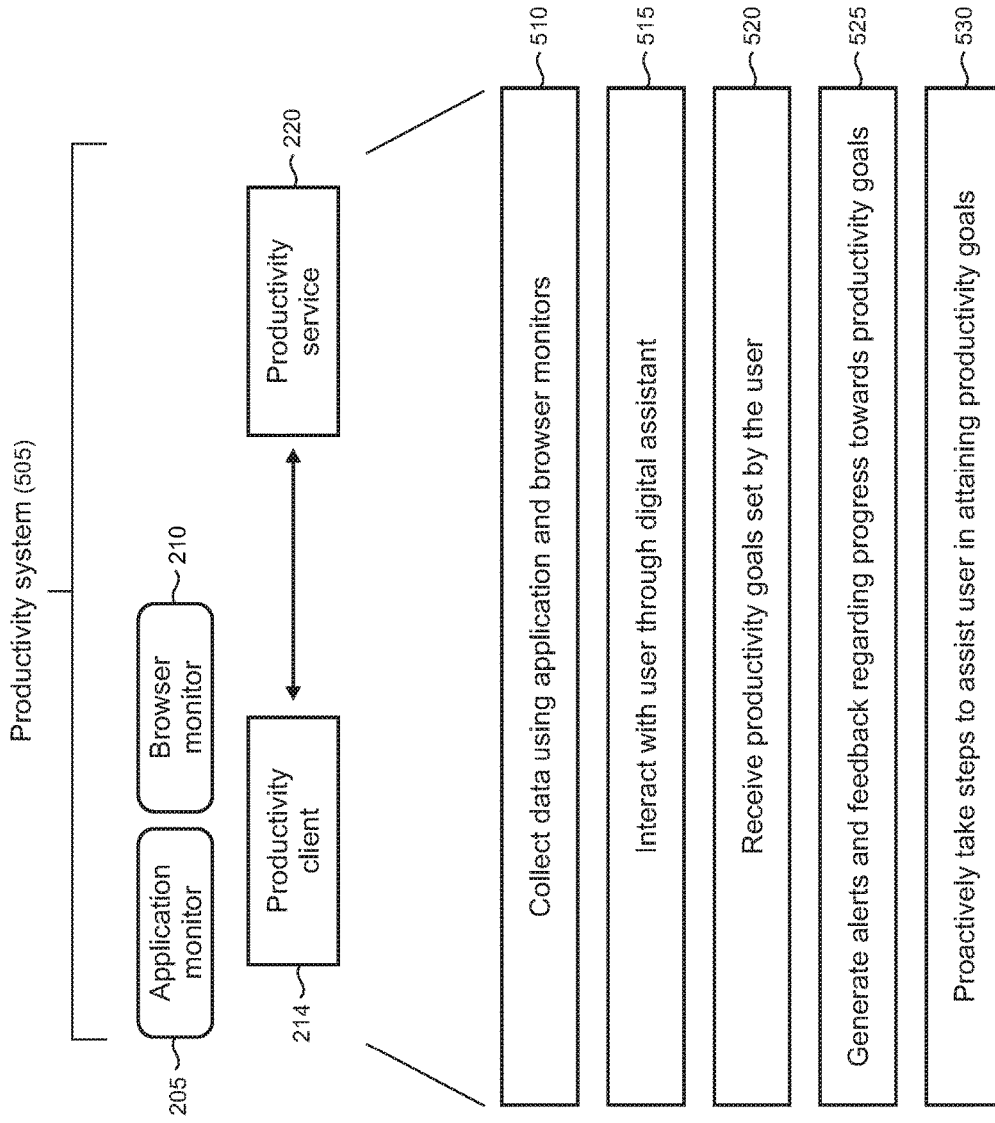 Productivity system (505)
205
Application
monitor
Browser
monitor
210
214
Productivity
client
Productivity
service
220
Collect data using application and browser monitors
510
Interact with user through digital assistant
515
Receive productivity goals set by the user
520
Generate alerts and feedback regarding progress towards productivity goals
525
Proactively take steps to assist user in attaining productivity goals
530